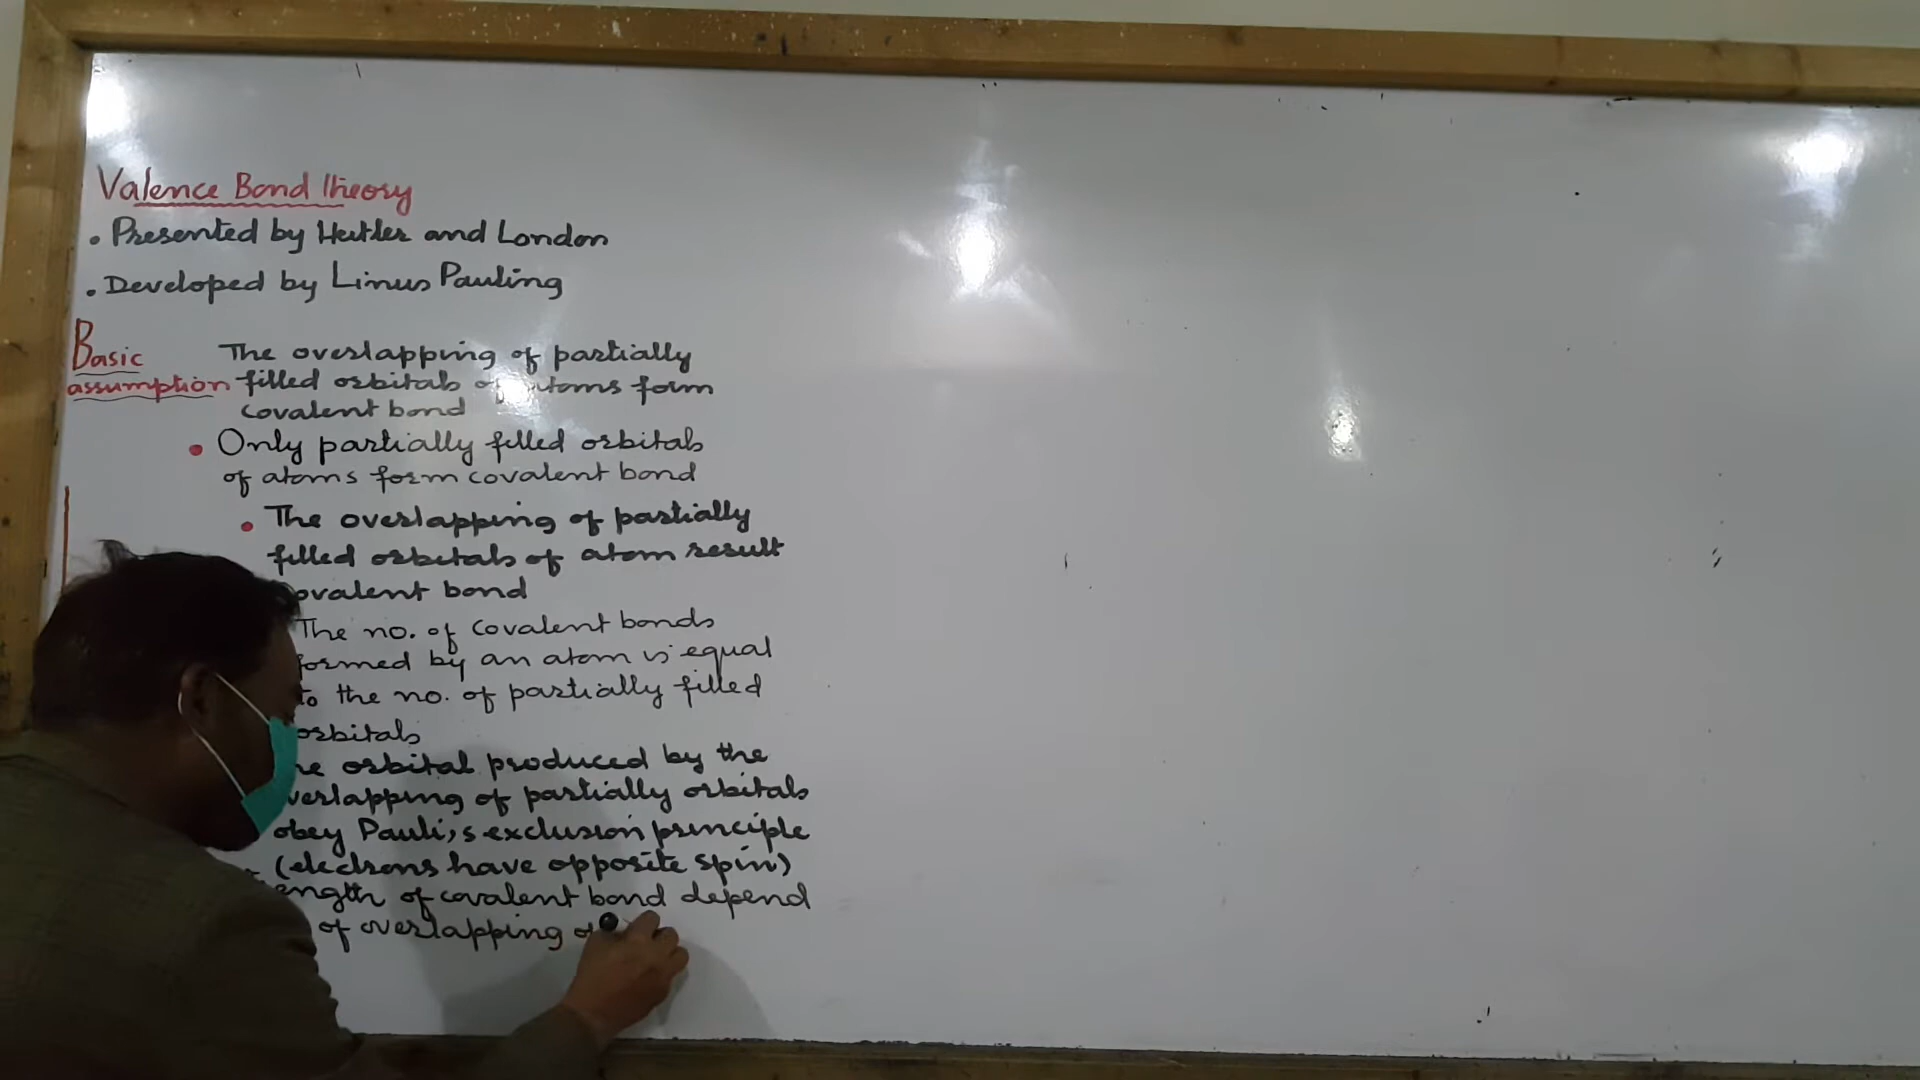 Valence Bond theory
• Presented by Heitler and London
• Developed by Linus Pauling
Basic
assumption
The overlapping of partially
filled orbitals of atoms form
covalent bond
• Only partially filled orbitals
of atoms form covalent bond
• The overlapping of partially
filled orbitals of atom result
ovalent bond
The no. of covalent bonds
formed by an atom is equal
to the no. of partially filled
orbitals
he orbital produced by the
verlapping of partially orbitals
obey Pauli,s exclusion principle
(electrons have opposite spin)
ength of covalent bond depend
of overlapping of